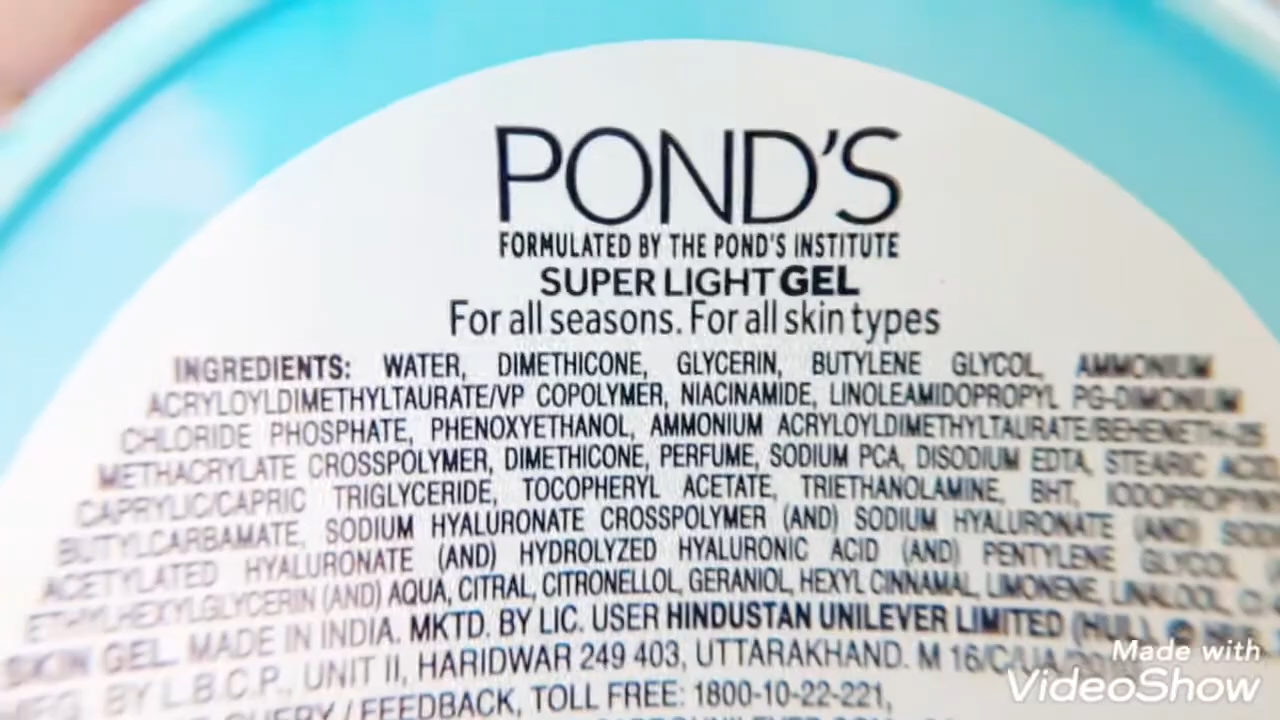 POND'S
FORMULATED BY THE POND'S INSTITUTE
SUPER LIGHT GEL
For all seasons. For all skin types
INGREDIENTS: WATER, DIMETHICONE, GLYCERIN, BUTYLENE GLYCOL, AMMONIUM
ACRYLOYLDIMETHYLTAURATE/VP COPOLYMER, NIACINAMIDE, LINOLEAMIDOPROPYL PG-DIMONIUM
CHLORIDE PHOSPHATE, PHENOXYETHANOL, AMMONIUM ACRYLOYLDIMETHYLTAURATE/BEHENETH-25
METHACRYLATE CROSSPOLYMER, DIMETHICONE, PERFUME, SODIUM PCA, DISODIUM EDTA, STEARIC ACID
CAPRYLIC/CAPRIC TRIGLYCERIDE, TOCOPHERYL ACETATE, TRIETHANOLAMINE, BHT,
BUTYLCARBAMATE, SODIUM HYALURONATE CROSSPOLYMER (AND) SODIUM HYALURONATE (AND)
ACETYLATED HYALURONATE (AND) HYDROLYZED HYALURONIC ACID (AND) PENTYLENE GLYCOL
ETHYLHEXYLGLYCERIN (AND) AQUA, CITRAL, CITRONELLOL, GERANIOL, HEXYL CINNAMAL, LIMONENE, LINALOOL,
SKIN GEL. MADE IN INDIA. MKTD. BY LIC. USER HINDUSTAN UNILEVER LIMITED (HUL).
BY L.B.C.P., UNIT II, HARIDWAR 249 403, UTTARAKHAND. M 16/C/UA/
QUERY / FEEDBACK, TOLL FREE: 1800-10-22-221,
Made with
VideoShow